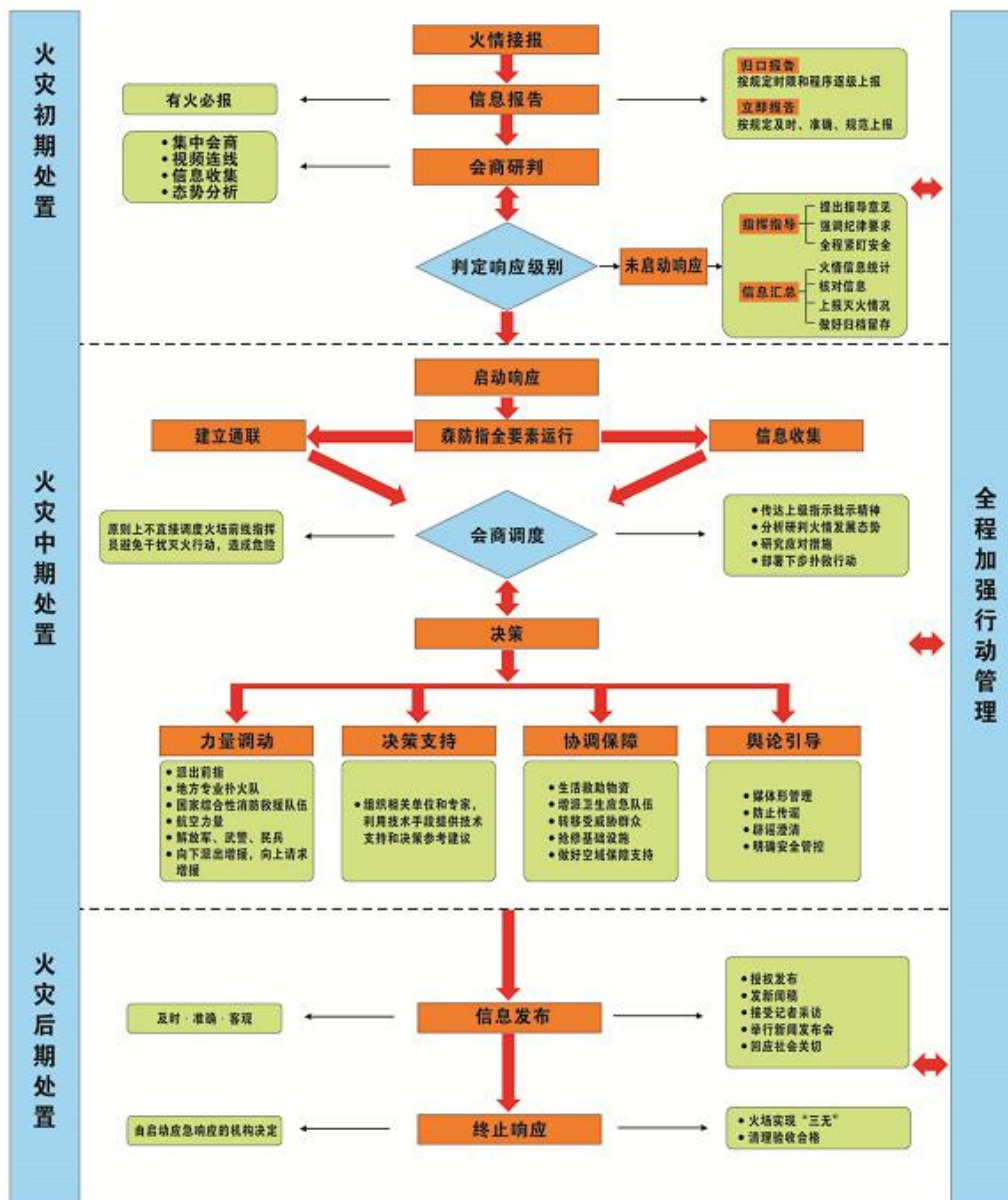 火灾初期处置
火情接报
信息报告
有火必报
归口报告
按规定时限和程序逐级上报
立即报告
按规定及时、准确、规范上报
会商研判
•集中会商
•视频连线
•信息收集
•态势分析
判定响应级别
未启动响应
指挥指导
提出指导意见
强调纪律要求
全程紧盯安全
信息汇总
火情信息统计
核对信息
上报灭火情况
做好归档留存
火灾中期处置
启动响应
建立通联
森防指全要素运行
信息收集
会商调度
原则上不直接调度火场前线指挥
员避免干扰灭火行动，造成危险
•传达上级指示批示精神
•分析研判火情发展态势
•研究应对措施
•部署下步扑救行动
决策
力量调动
•派出前指
•地方专业扑火队
•国家综合性消防救援队伍
•航空力量
•解放军、武警、民兵
•向下派出增援，向上请求
增援
决策支持
•组织相关单位和专家，
利用技术手段提供技术
支持和决策参考建议
协调保障
•生活救助物资
•增派卫生应急队伍
•转移受威胁群众
•抢修基础设施
•做好空域保障支持
舆论引导
•媒体形管理
•防止传谣
•辟谣澄清
•明确安全管控
火灾后期处置
信息发布
及时·准确·客观
•授权发布
•发新闻稿
•接受记者采访
•举行新闻发布会
•回应社会关切
终止响应
由启动应急响应的机构决定
•火场实现“三无”
•清理验收合格
全程加强行动管理